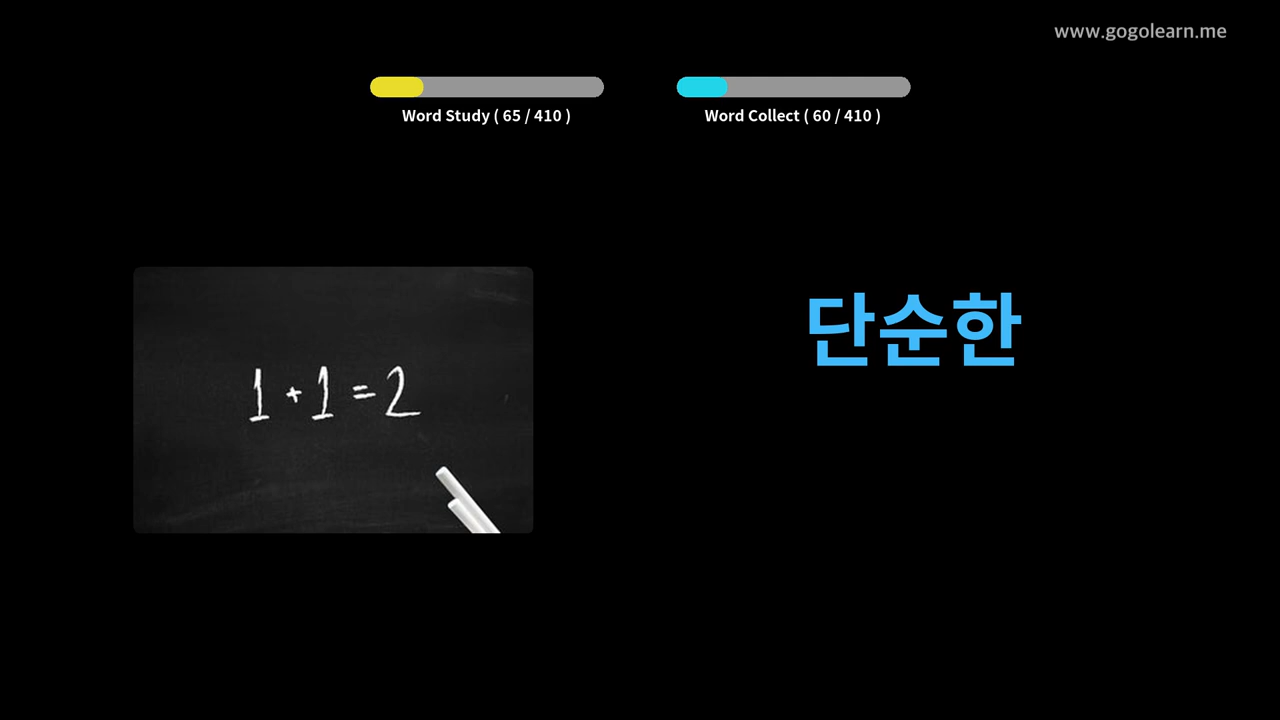 www.gogolearn.me
Word Study ( 65 / 410 )
Word Collect ( 60 / 410 )
1 + 1 = 2
단순한